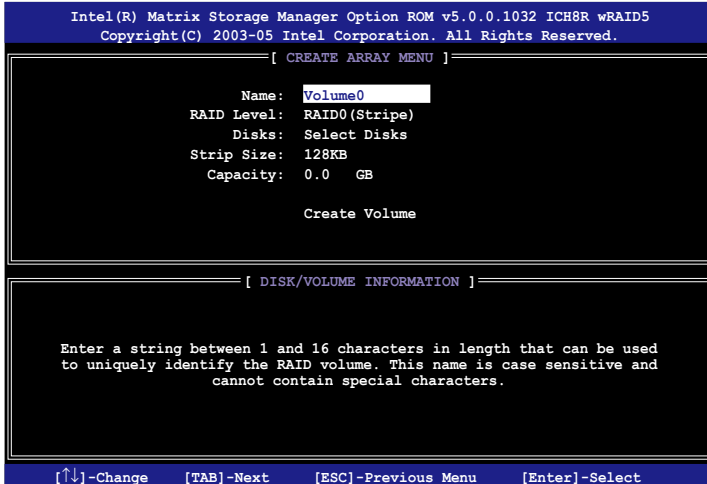 Intel(R) Matrix Storage Manager Option ROM v5.0.0.1032 ICH8R wRAID5
Copyright(C) 2003-05 Intel Corporation. All Rights Reserved.
[ CREATE ARRAY MENU ]
Name: Volume0
RAID Level: RAID0(Stripe)
Disks: Select Disks
Strip Size: 128KB
Capacity: 0.0 GB
Create Volume
[ DISK/VOLUME INFORMATION ]
Enter a string between 1 and 16 characters in length that can be used
to uniquely identify the RAID volume. This name is case sensitive and
cannot contain special characters.
[↑↓]-Change [TAB]-Next [ESC]-Previous Menu [Enter]-Select